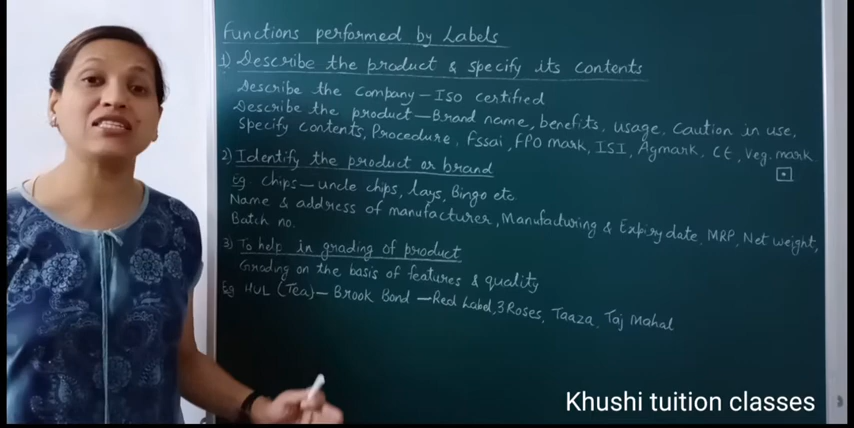 Functions performed by Labels
1) Describe the product & specify its contents
Describe the company - ISO certified
Describe the product - Brand name, benefits, usage, Caution in use,
Specify contents, Procedure, Fssai, FPO mark, ISI, Agmark, CE, Veg. mark
2) Identify the product or brand
Eg Chips - uncle chips, Lays, Bingo etc
Name & address of manufacturer, Manufacturing & Expiry date, MRP, Net weight,
Batch no.
3) To help in grading of product
Grading on the basis of features & quality
Eg HUL (Tea) - Brook Bond - Red Label, 3 Roses, Taaza, Taj Mahal
Khushi tuition classes